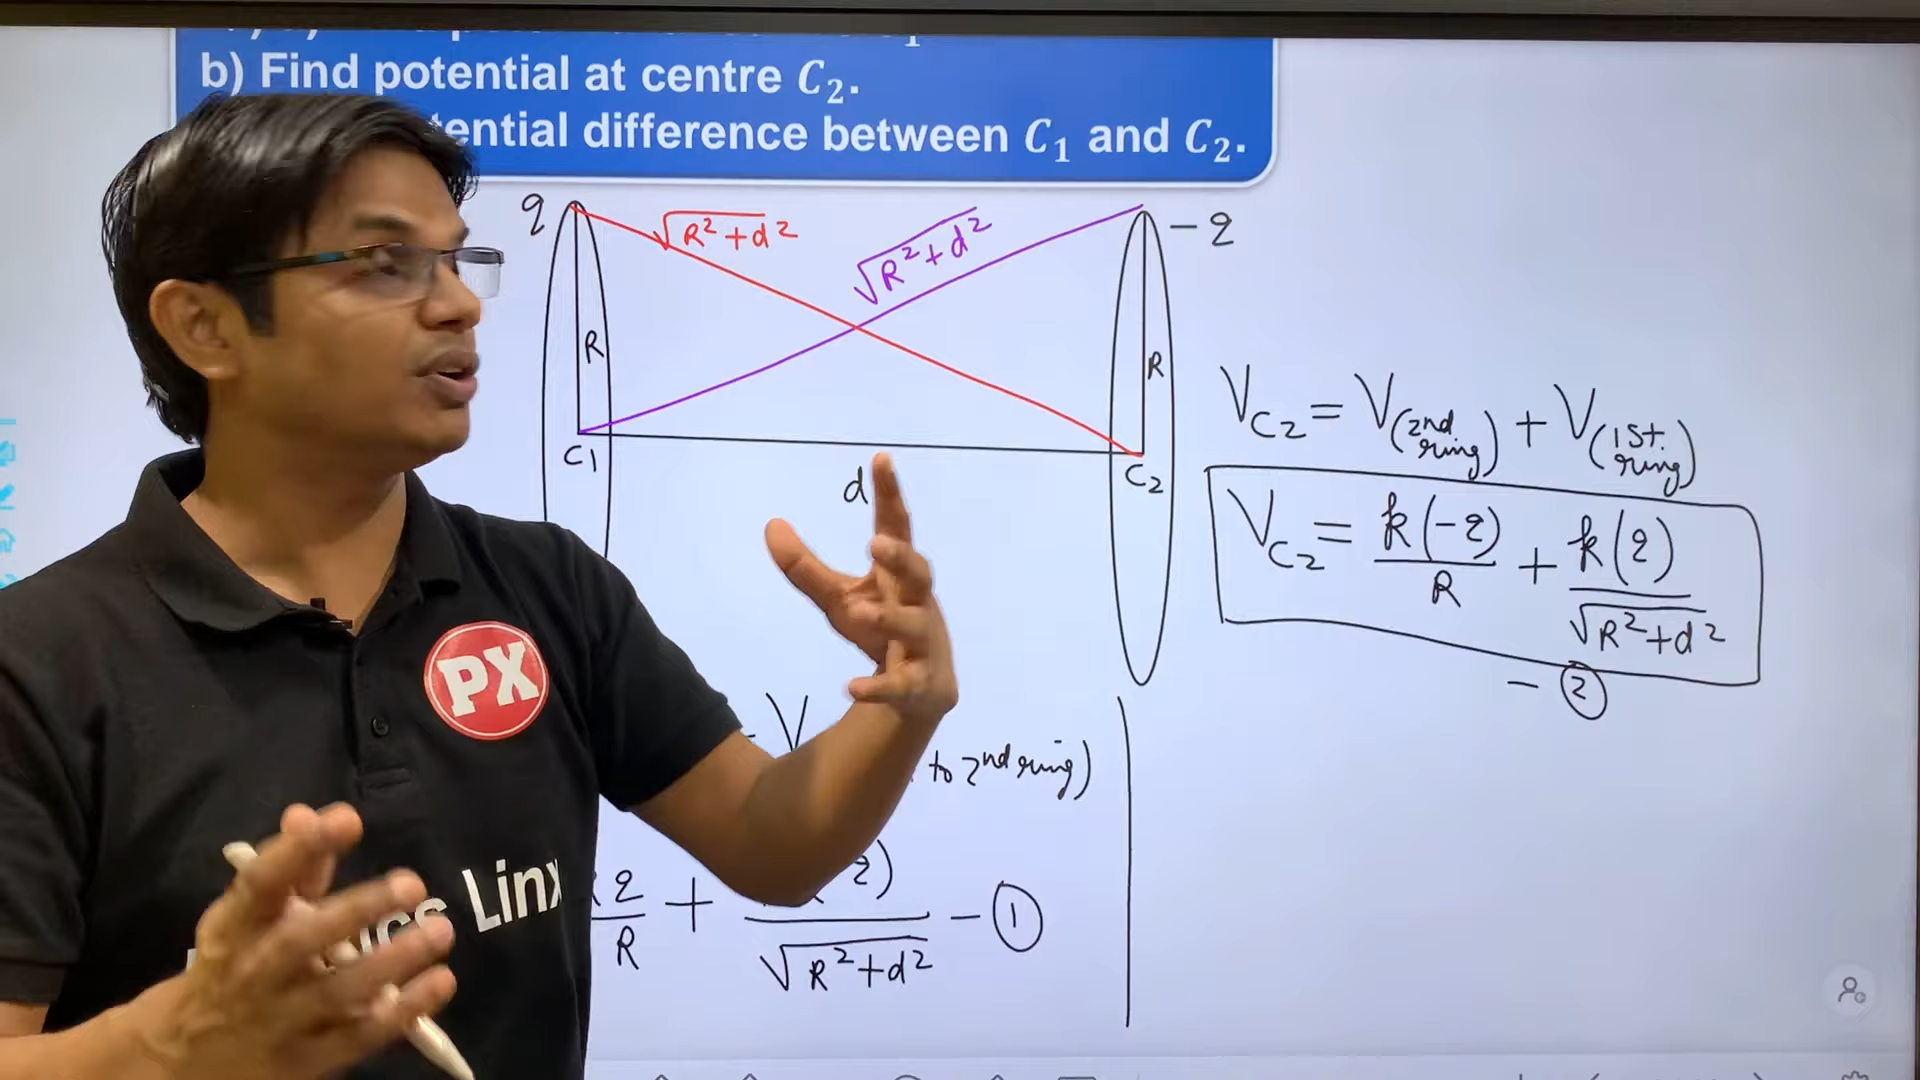 b) Find potential at centre C₂.
ential difference between C₁ and C₂.
q
√R²+d²
√R²+d²
-q
R
R
C1
C2
d
V_C2 = V(2nd ring) + V(1st ring)
V_C2 = k(-q)/R + k(q)/√R²+d²
- ②
V
to 2nd ring)
q/R + q)/√R²+d² - ①
PX
Linx